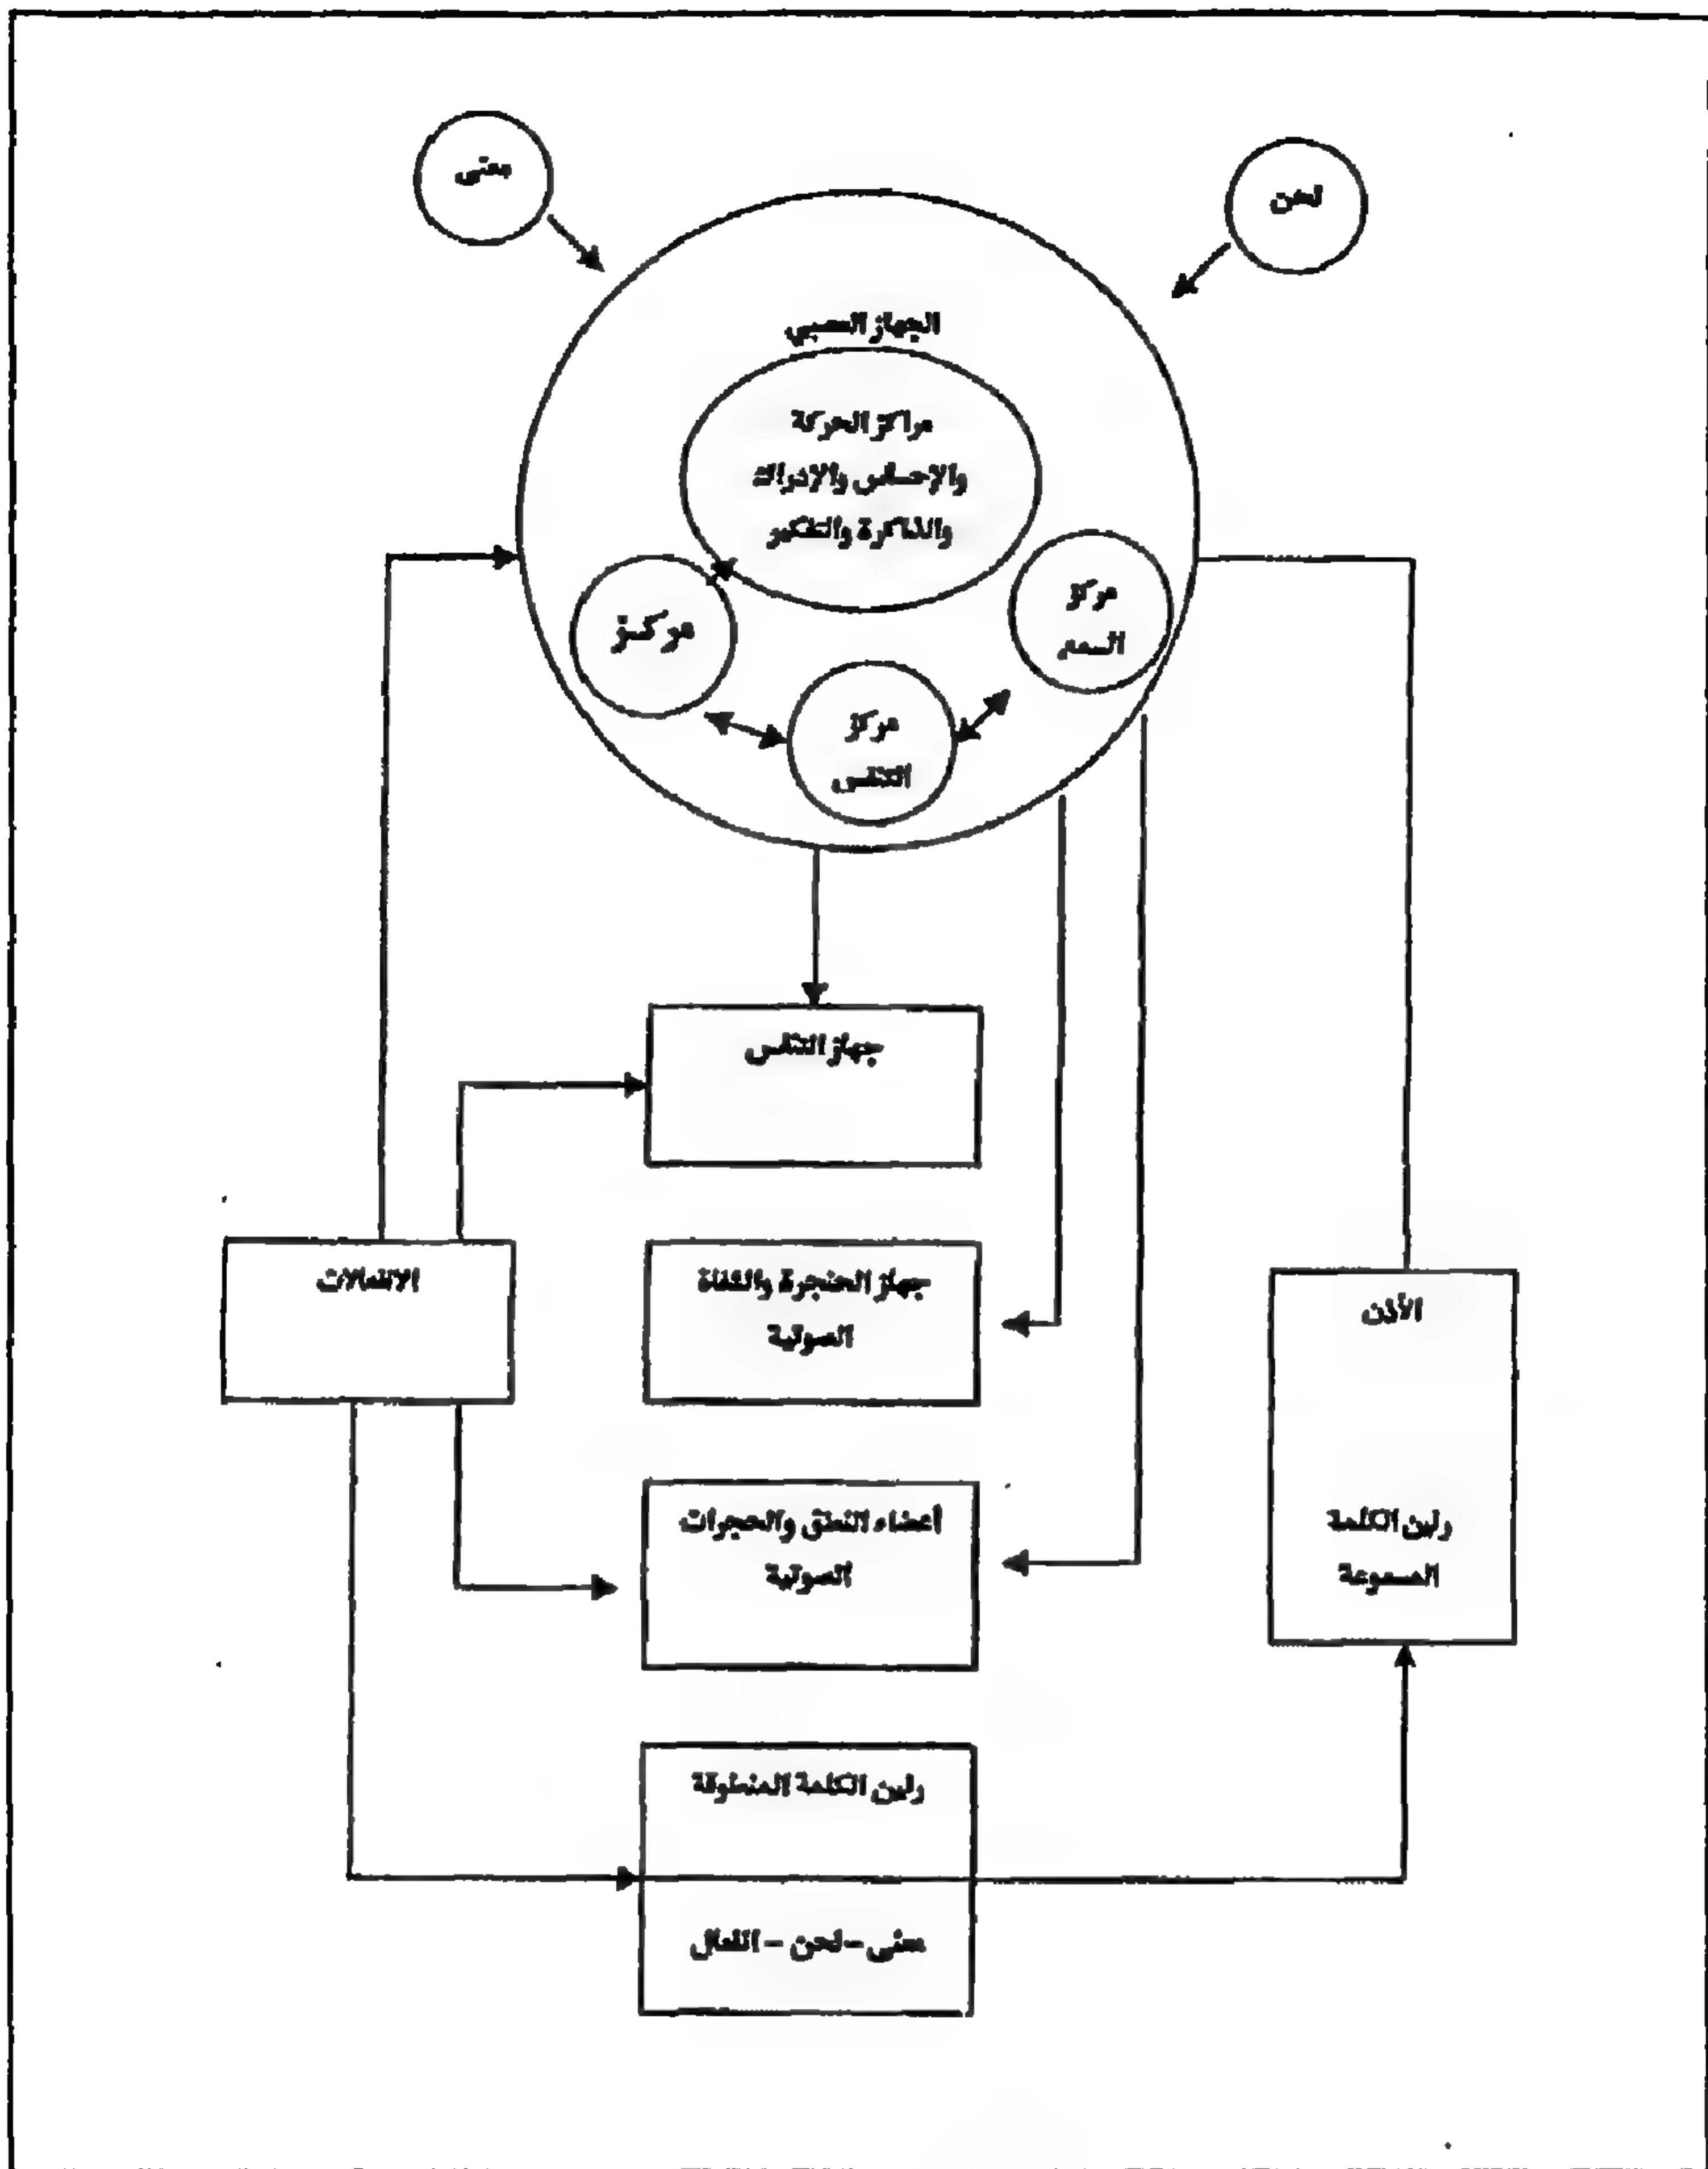 معنى
لحن
الجهاز العصبي
مراكز الحركة
والإحساس والإدراك
والذاكرة والتفكير
مركز
السمع
مركز
مركز
التنفس
جهاز التنفس
الانفعالات
جهاز الحنجرة والقناة
الصوتية
الأذن
رنين الكلمة
المسموعة
أعضاء النطق والحجرات
الصوتية
رنين الكلمة المنطوقة
معنى – لحن – انفعال